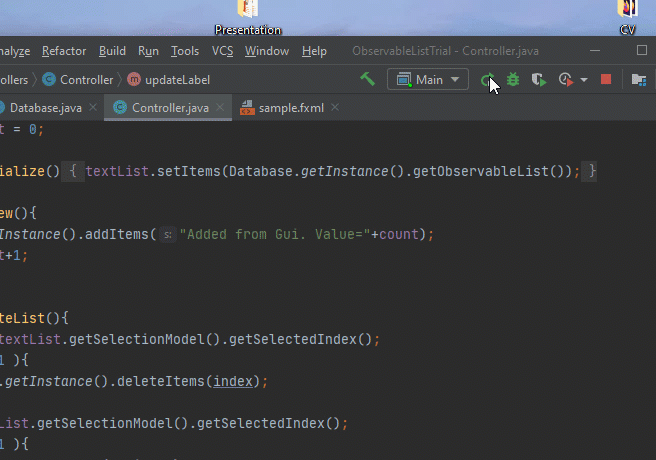 Presentation
CV
nalyze Refactor Build Run Tools VCS Window Help ObservableListTrial - Controller.java
ollers Controller updateLabel Main
Database.java Controller.java sample.fxml
t = 0;
ialize() { textList.setItems(Database.getInstance().getObservableList()); }
ew(){
Instance().addItems( s: "Added from Gui. Value="+count);
t+1;
teList(){
textList.getSelectionModel().getSelectedIndex();
1 ){
.getInstance().deleteItems(index);
List.getSelectionModel().getSelectedIndex();
1 ){